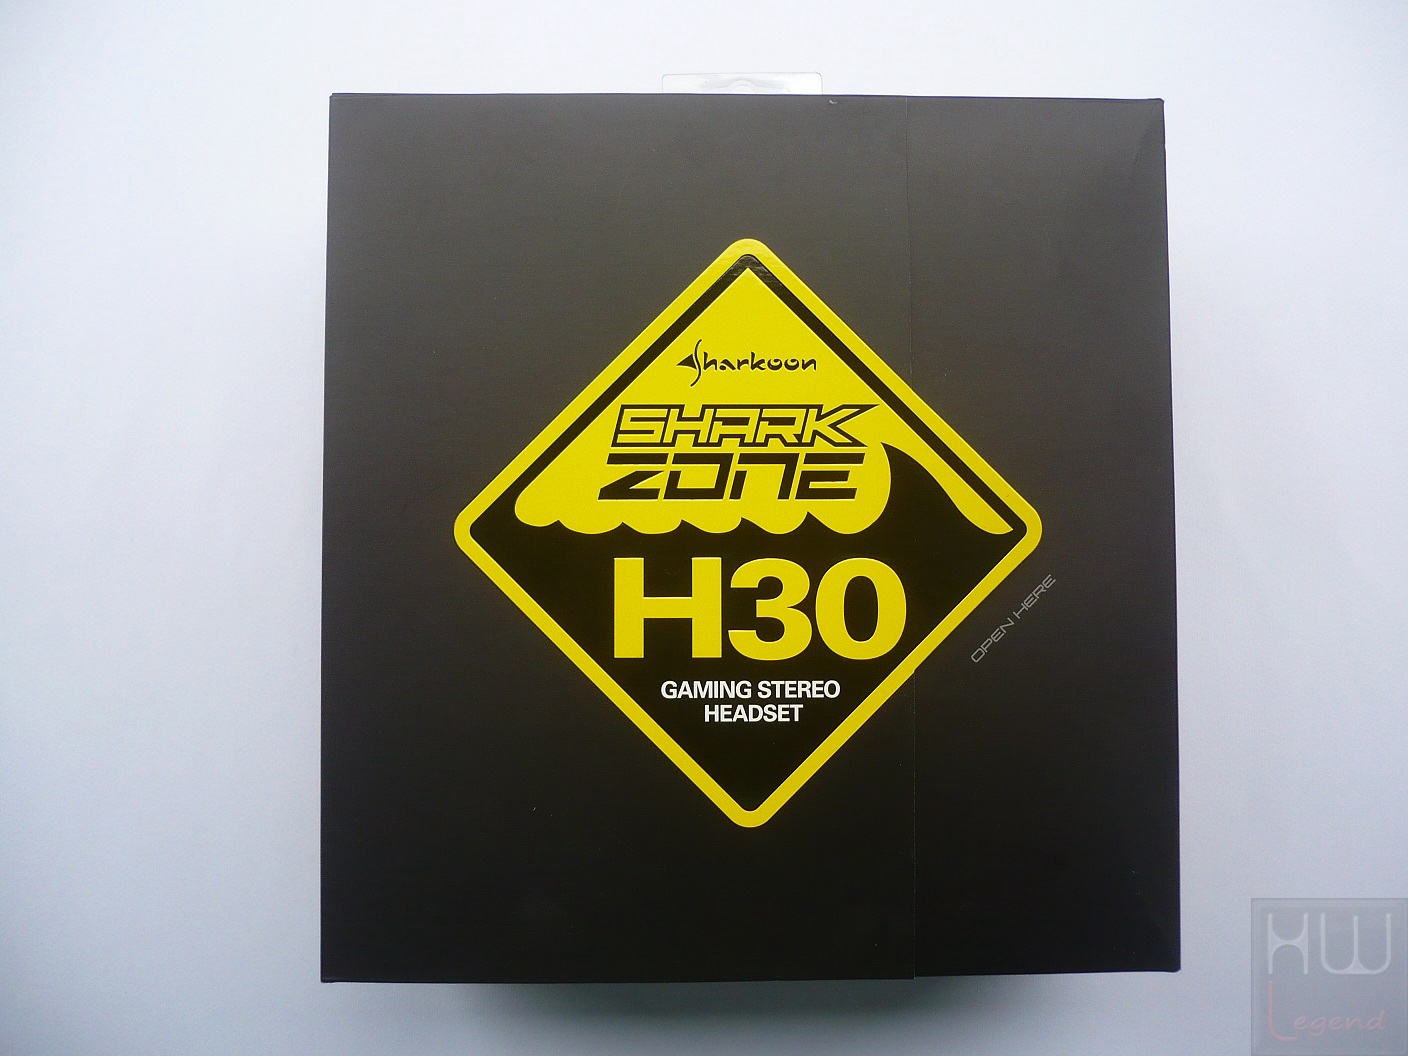 Sharkoon
SHARK
ZONE
H30
GAMING STEREO
HEADSET
OPEN HERE
HW
Legend